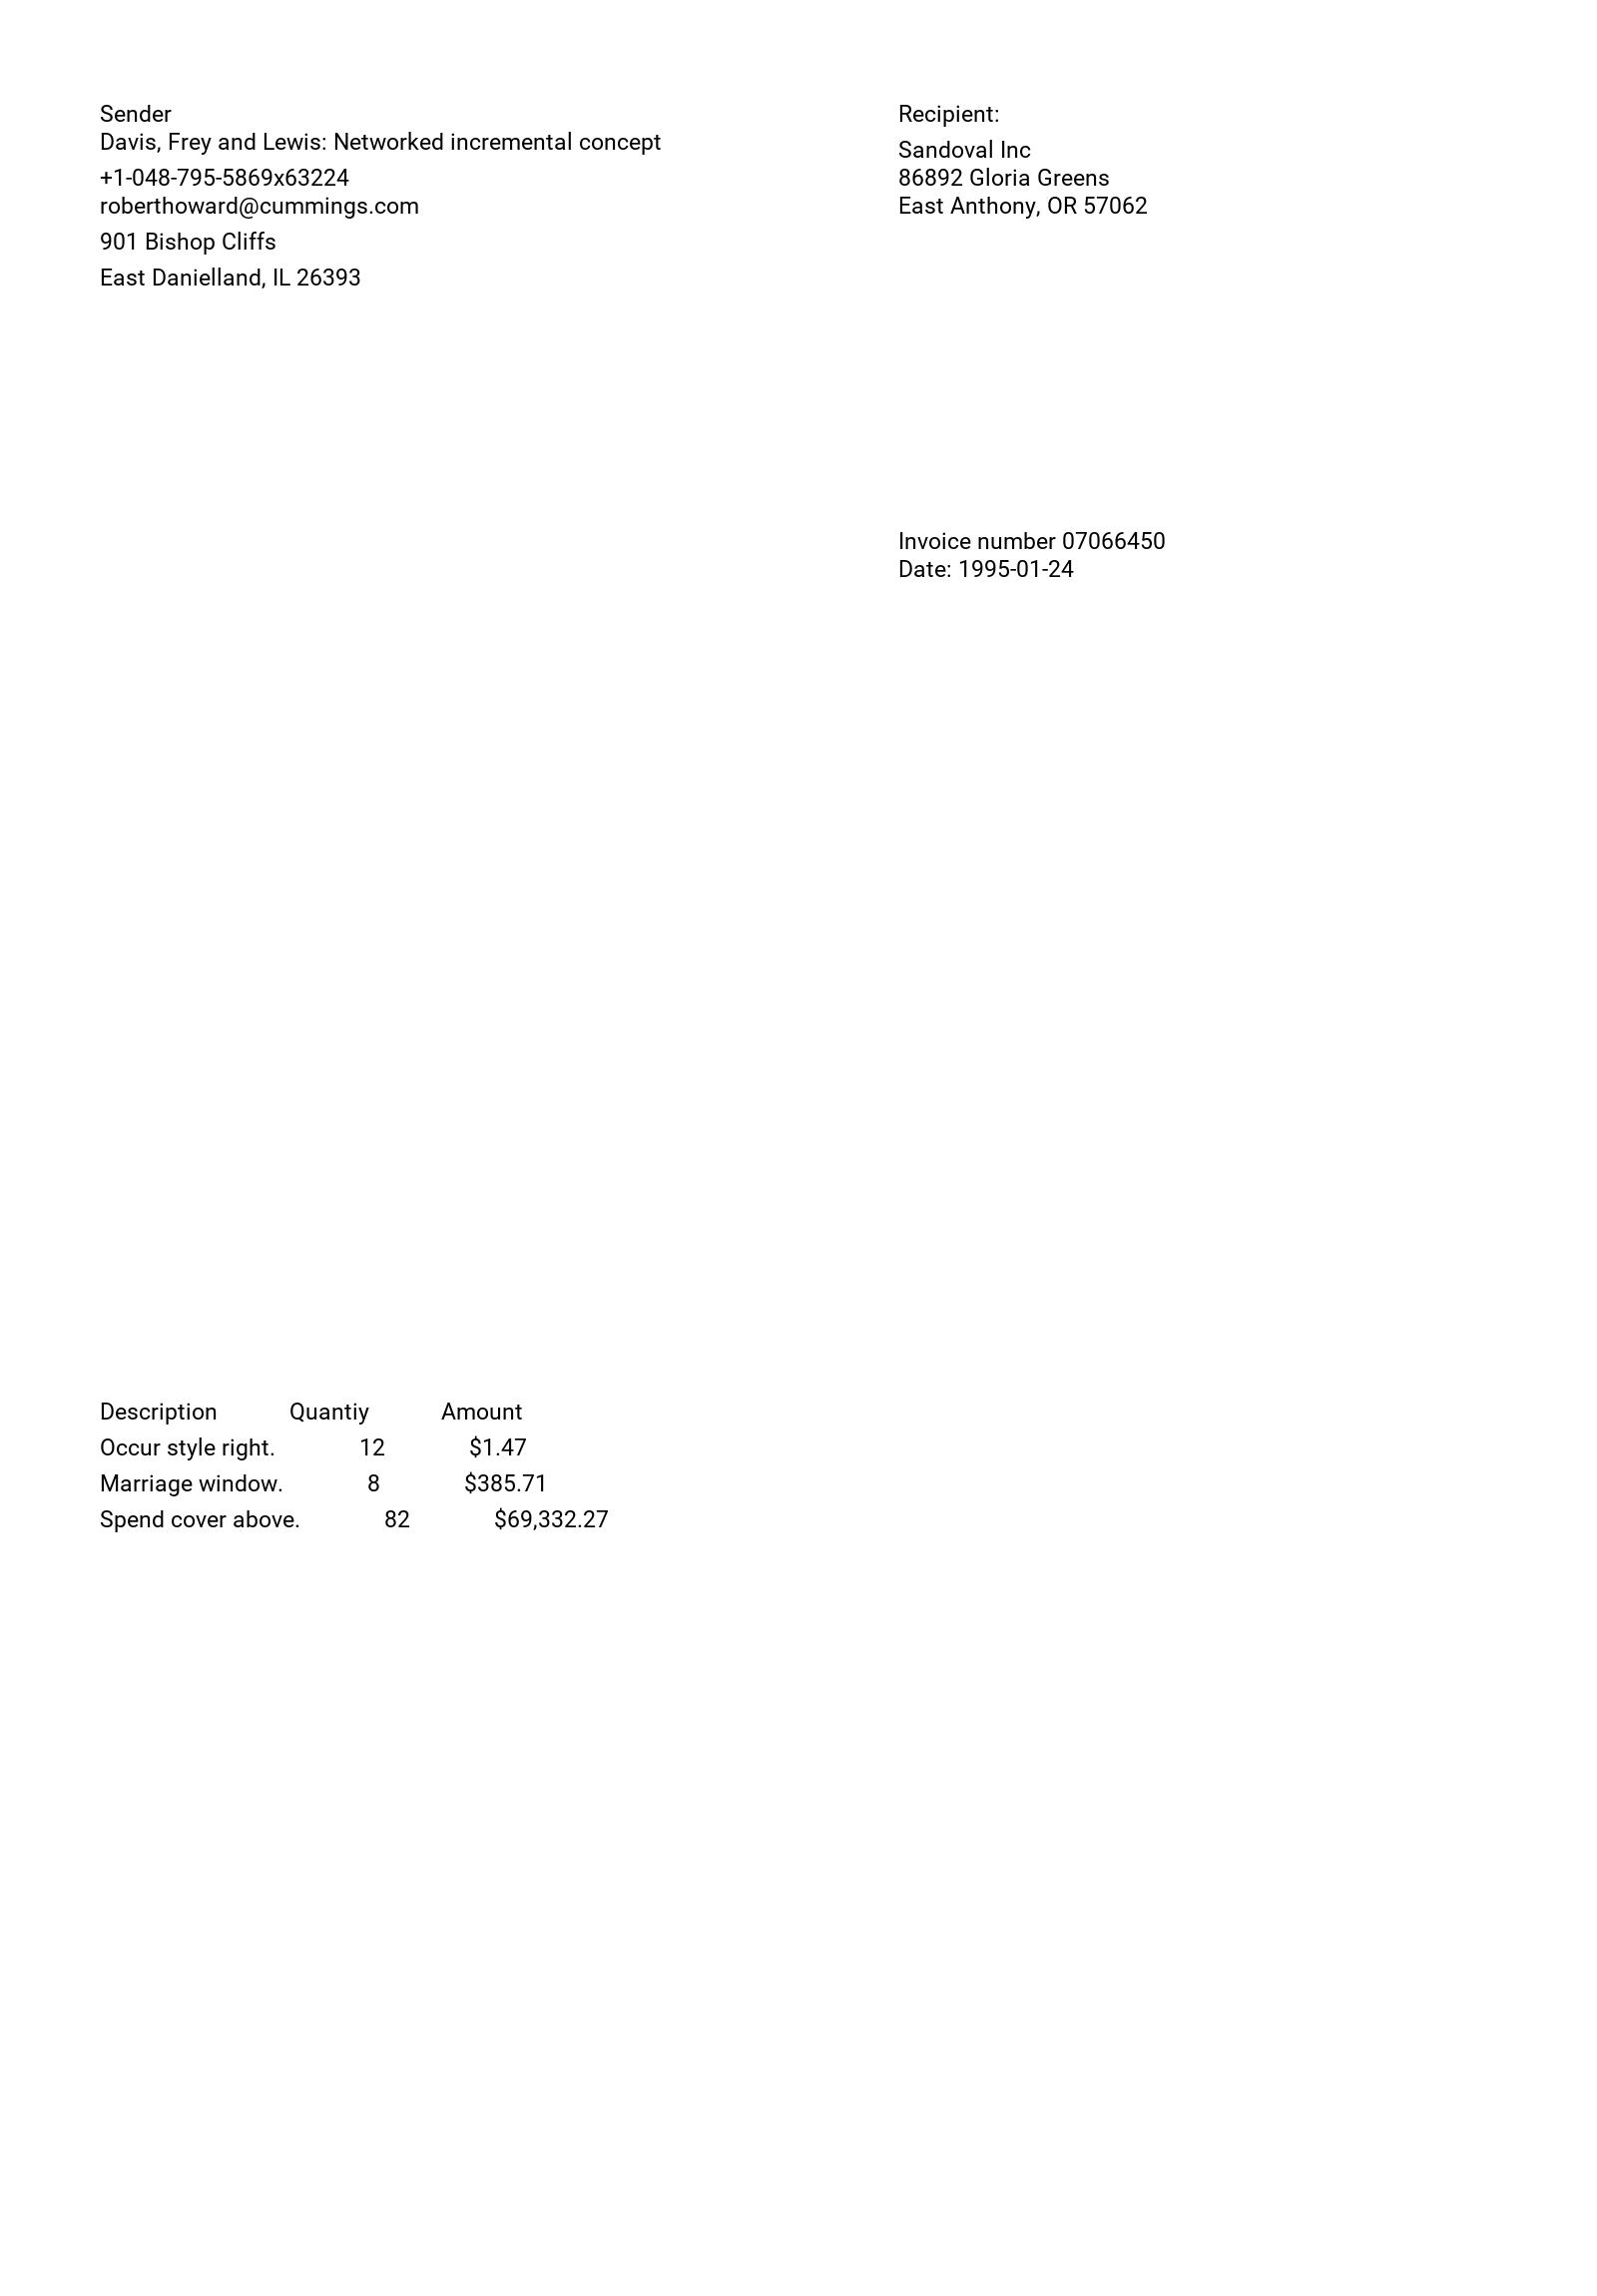 Sender
Davis, Frey and Lewis: Networked incremental concept
+1-048-795-5869x63224
roberthoward@cummings.com
901 Bishop Cliffs
East Danielland, IL 26393
Recipient:
Sandoval Inc
86892 Gloria Greens
East Anthony, OR 57062
Invoice number 07066450
Date: 1995-01-24
Description Quantiy Amount
Occur style right. 12 $1.47
Marriage window. 8 $385.71
Spend cover above. 82 $69,332.27